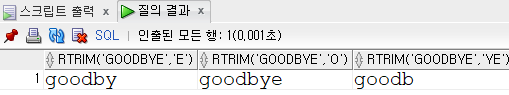 스크립트 출력 x 질의 결과 x
SQL | 인출된 모든 행: 1(0,001초)
RTRIM('GOODBYE','E') RTRIM('GOODBYE','O') RTRIM('GOODBYE','YE')
1 goodby goodbye goodb